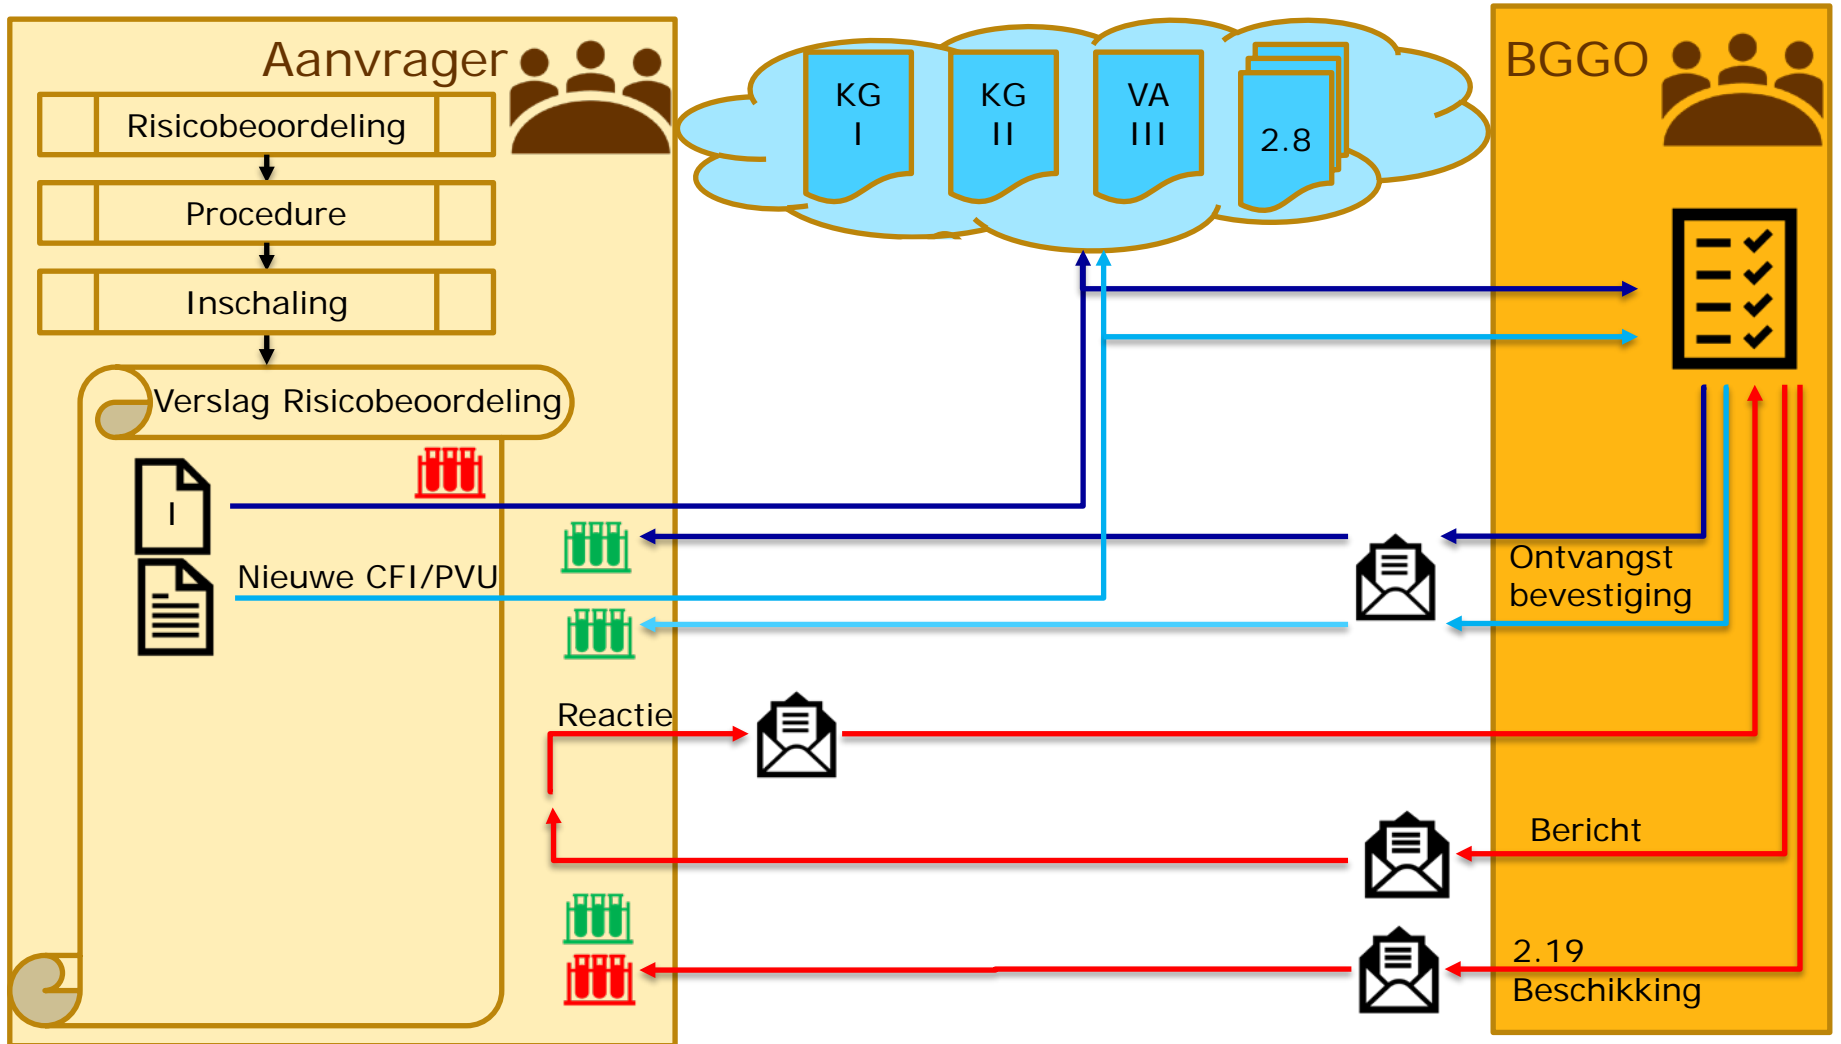 Aanvrager
Risicobeoordeling
Procedure
Inschaling
Verslag Risicobeoordeling
I
Nieuwe CFI/PVU
Reactie
KG
I
KG
II
VA
III
2.8
BGGO
Ontvangst
bevestiging
Bericht
2.19
Beschikking